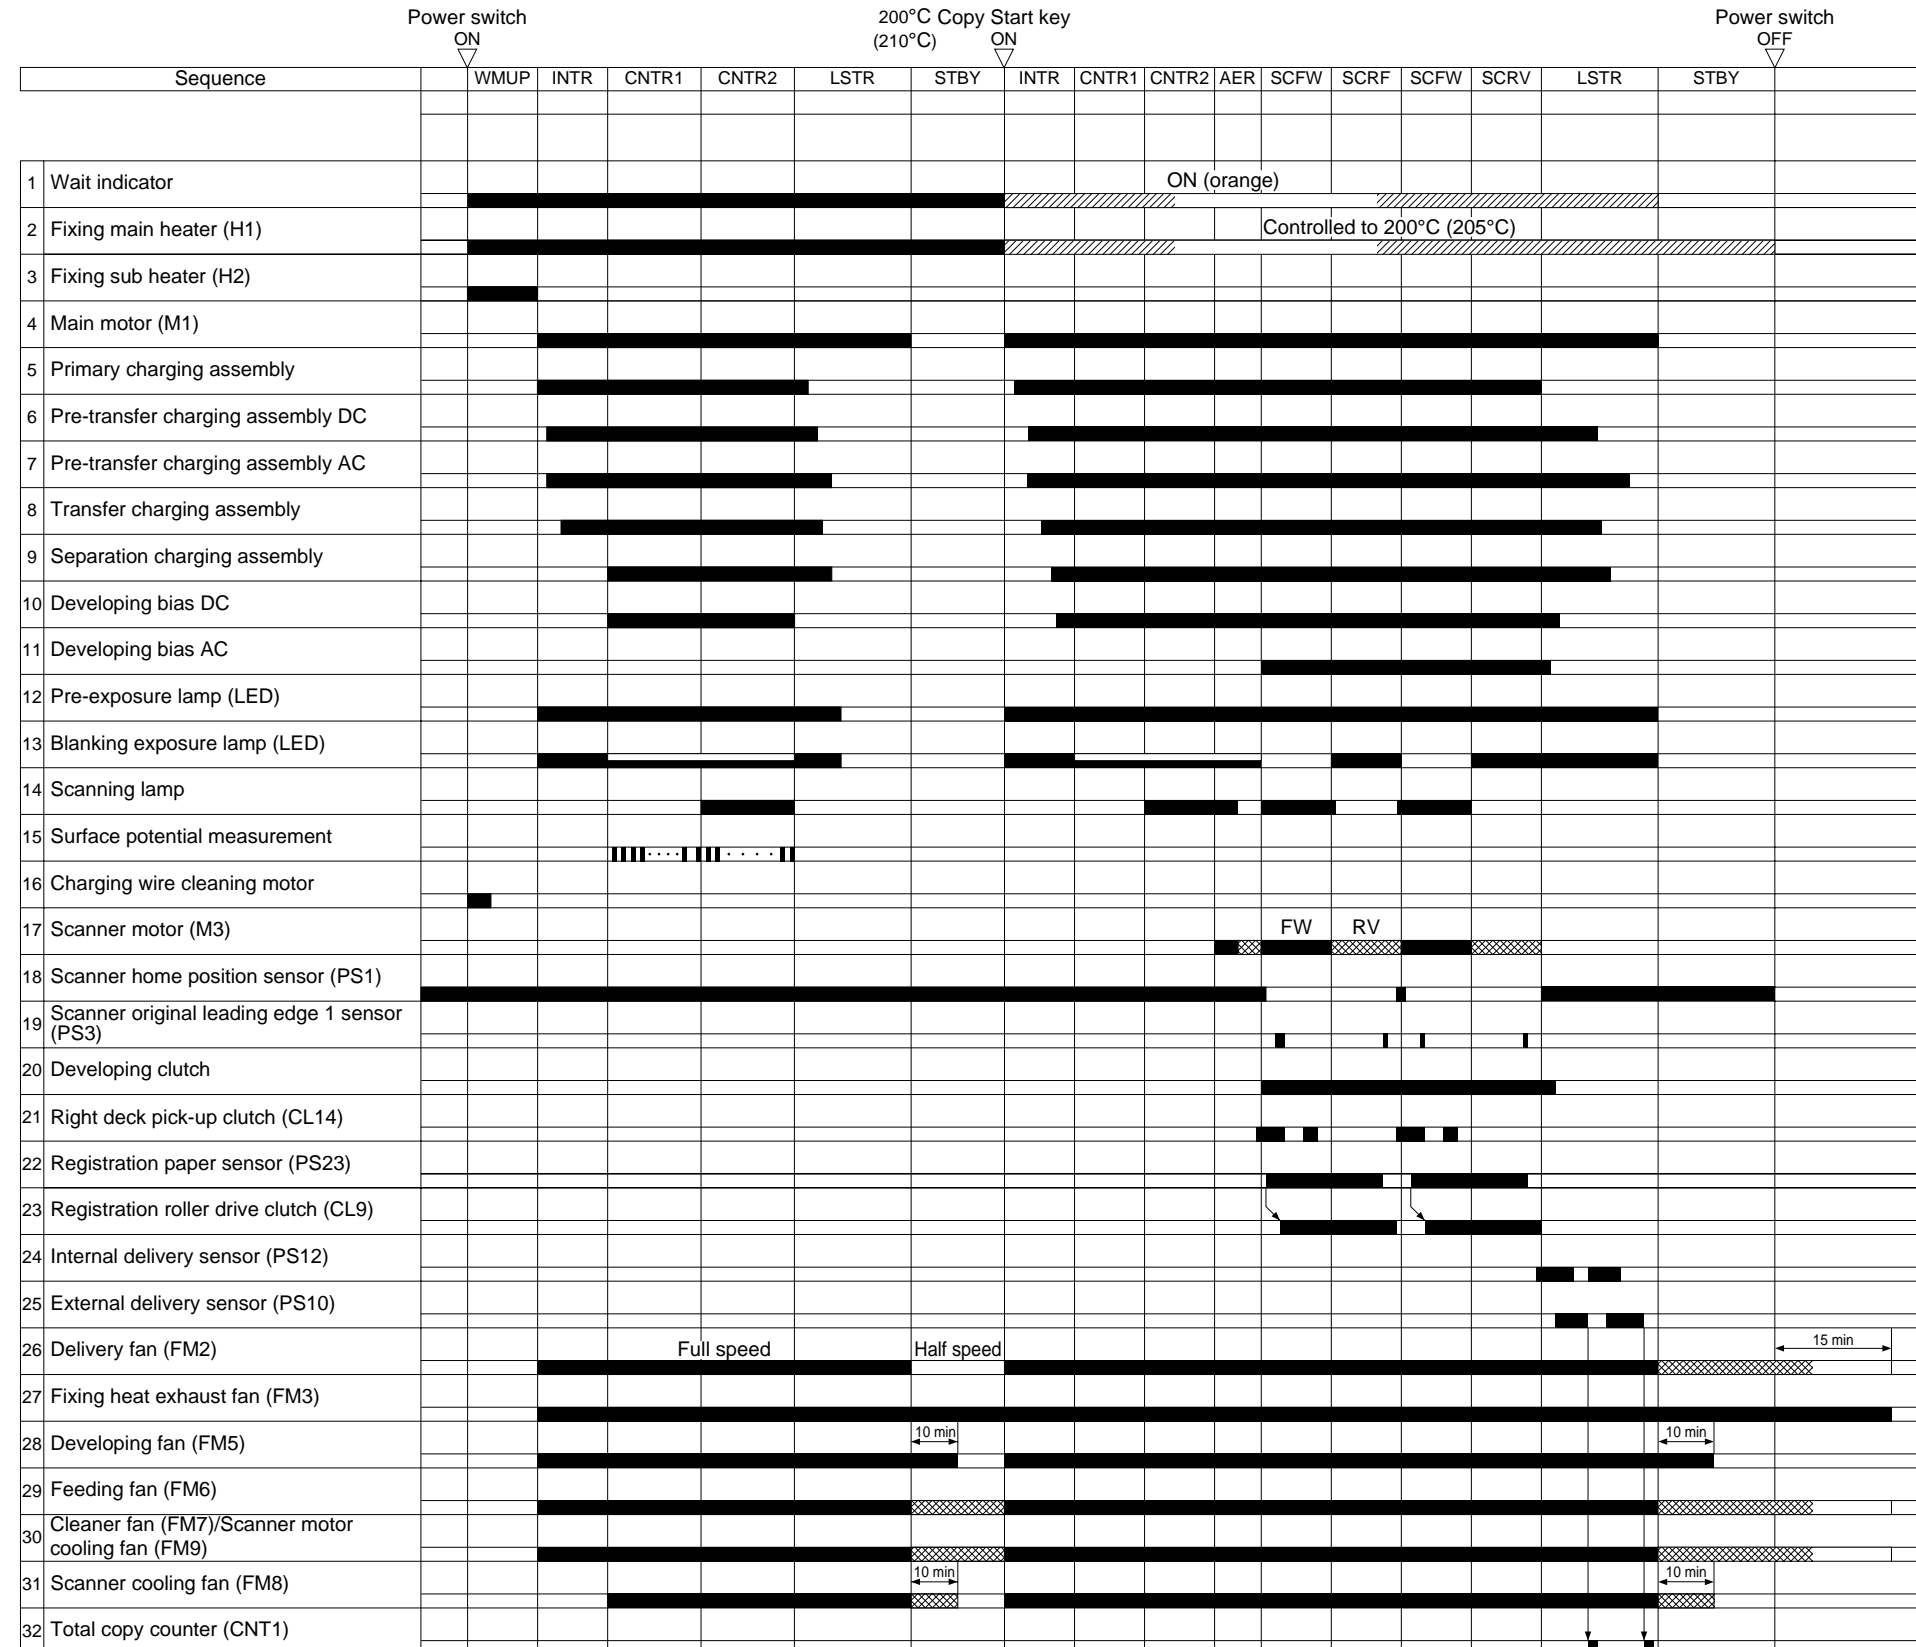 Power switch
ON
200°C Copy Start key
(210°C) ON
Power switch
OFF
Sequence WMUP INTR CNTR1 CNTR2 LSTR STBY INTR CNTR1 CNTR2 AER SCFW SCRF SCFW SCRV LSTR STBY
1 Wait indicator ON (orange)
2 Fixing main heater (H1) Controlled to 200°C (205°C)
3 Fixing sub heater (H2)
4 Main motor (M1)
5 Primary charging assembly
6 Pre-transfer charging assembly DC
7 Pre-transfer charging assembly AC
8 Transfer charging assembly
9 Separation charging assembly
10 Developing bias DC
11 Developing bias AC
12 Pre-exposure lamp (LED)
13 Blanking exposure lamp (LED)
14 Scanning lamp
15 Surface potential measurement
16 Charging wire cleaning motor
17 Scanner motor (M3) FW RV
18 Scanner home position sensor (PS1)
19 Scanner original leading edge 1 sensor
(PS3)
20 Developing clutch
21 Right deck pick-up clutch (CL14)
22 Registration paper sensor (PS23)
23 Registration roller drive clutch (CL9)
24 Internal delivery sensor (PS12)
25 External delivery sensor (PS10)
26 Delivery fan (FM2) Full speed Half speed 15 min
27 Fixing heat exhaust fan (FM3)
28 Developing fan (FM5) 10 min 10 min
29 Feeding fan (FM6)
30 Cleaner fan (FM7)/Scanner motor
cooling fan (FM9)
31 Scanner cooling fan (FM8) 10 min 10 min
32 Total copy counter (CNT1)